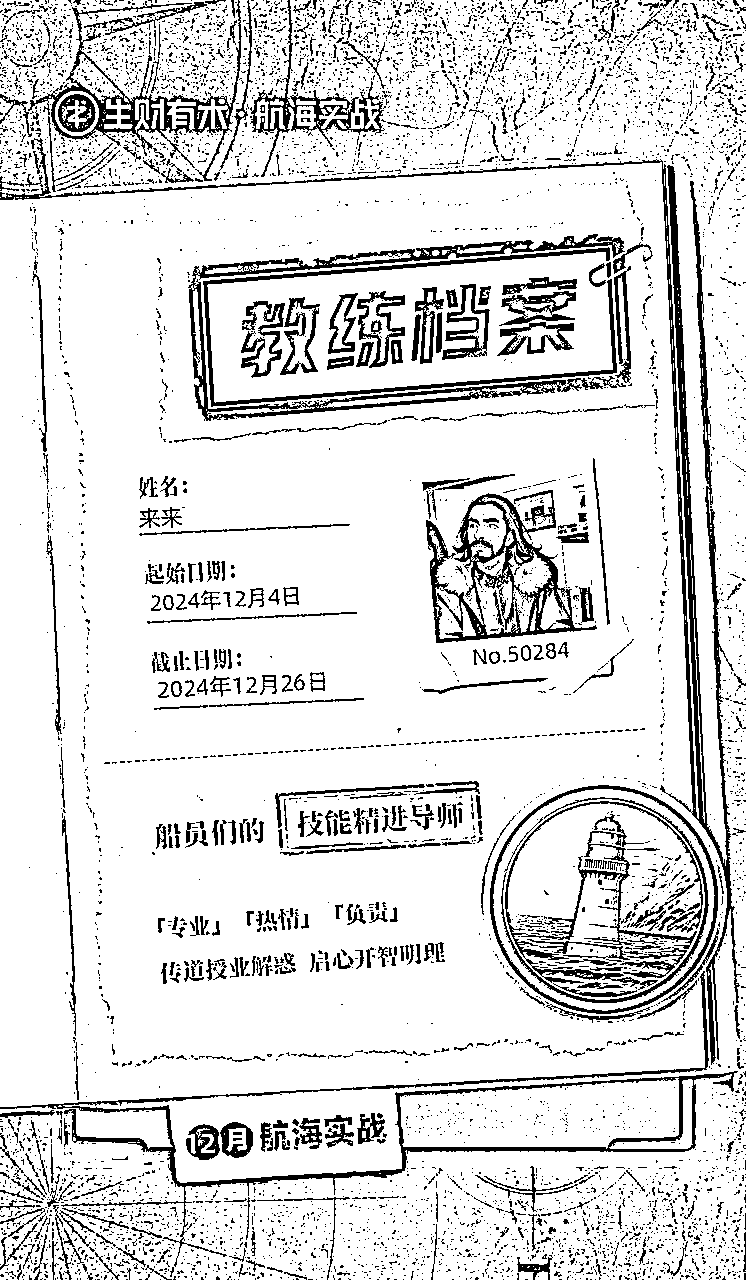 生财有术·航海实战
教练档案
姓名：
来来
起始日期：
2024年12月4日
截止日期：
2024年12月26日
No.50284
船员们的 技能精进导师
「专业」「热情」「负责」
传道授业解惑 启心开智明理
12月 航海实战